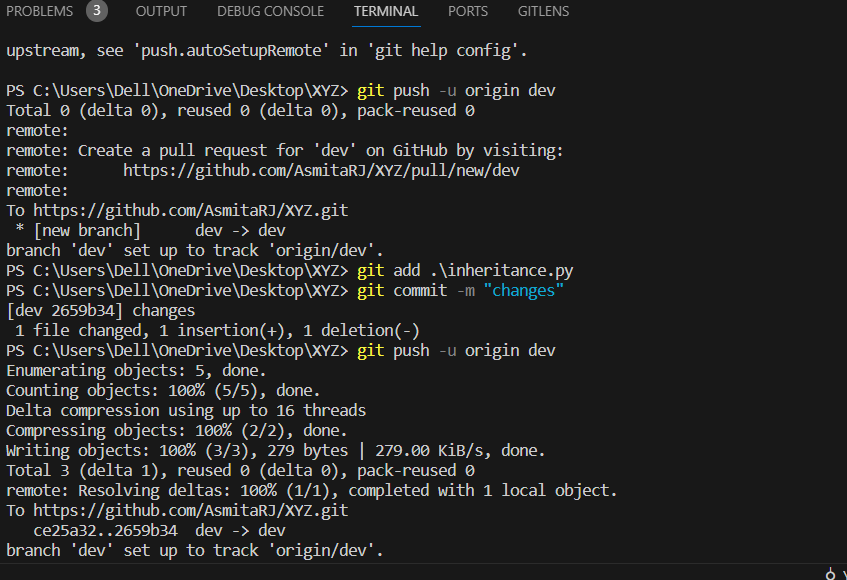 PROBLEMS 3 OUTPUT DEBUG CONSOLE TERMINAL PORTS GITLENS
upstream, see 'push.autoSetupRemote' in 'git help config'.
PS C:\Users\Dell\OneDrive\Desktop\XYZ> git push -u origin dev
Total 0 (delta 0), reused 0 (delta 0), pack-reused 0
remote:
remote: Create a pull request for 'dev' on GitHub by visiting:
remote:      https://github.com/AsmitaRJ/XYZ/pull/new/dev
remote:
To https://github.com/AsmitaRJ/XYZ.git
 * [new branch]      dev -> dev
branch 'dev' set up to track 'origin/dev'.
PS C:\Users\Dell\OneDrive\Desktop\XYZ> git add .\inheritance.py
PS C:\Users\Dell\OneDrive\Desktop\XYZ> git commit -m "changes"
[dev 2659b34] changes
 1 file changed, 1 insertion(+), 1 deletion(-)
PS C:\Users\Dell\OneDrive\Desktop\XYZ> git push -u origin dev
Enumerating objects: 5, done.
Counting objects: 100% (5/5), done.
Delta compression using up to 16 threads
Compressing objects: 100% (2/2), done.
Writing objects: 100% (3/3), 279 bytes | 279.00 KiB/s, done.
Total 3 (delta 1), reused 0 (delta 0), pack-reused 0
remote: Resolving deltas: 100% (1/1), completed with 1 local object.
To https://github.com/AsmitaRJ/XYZ.git
   ce25a32..2659b34  dev -> dev
branch 'dev' set up to track 'origin/dev'.